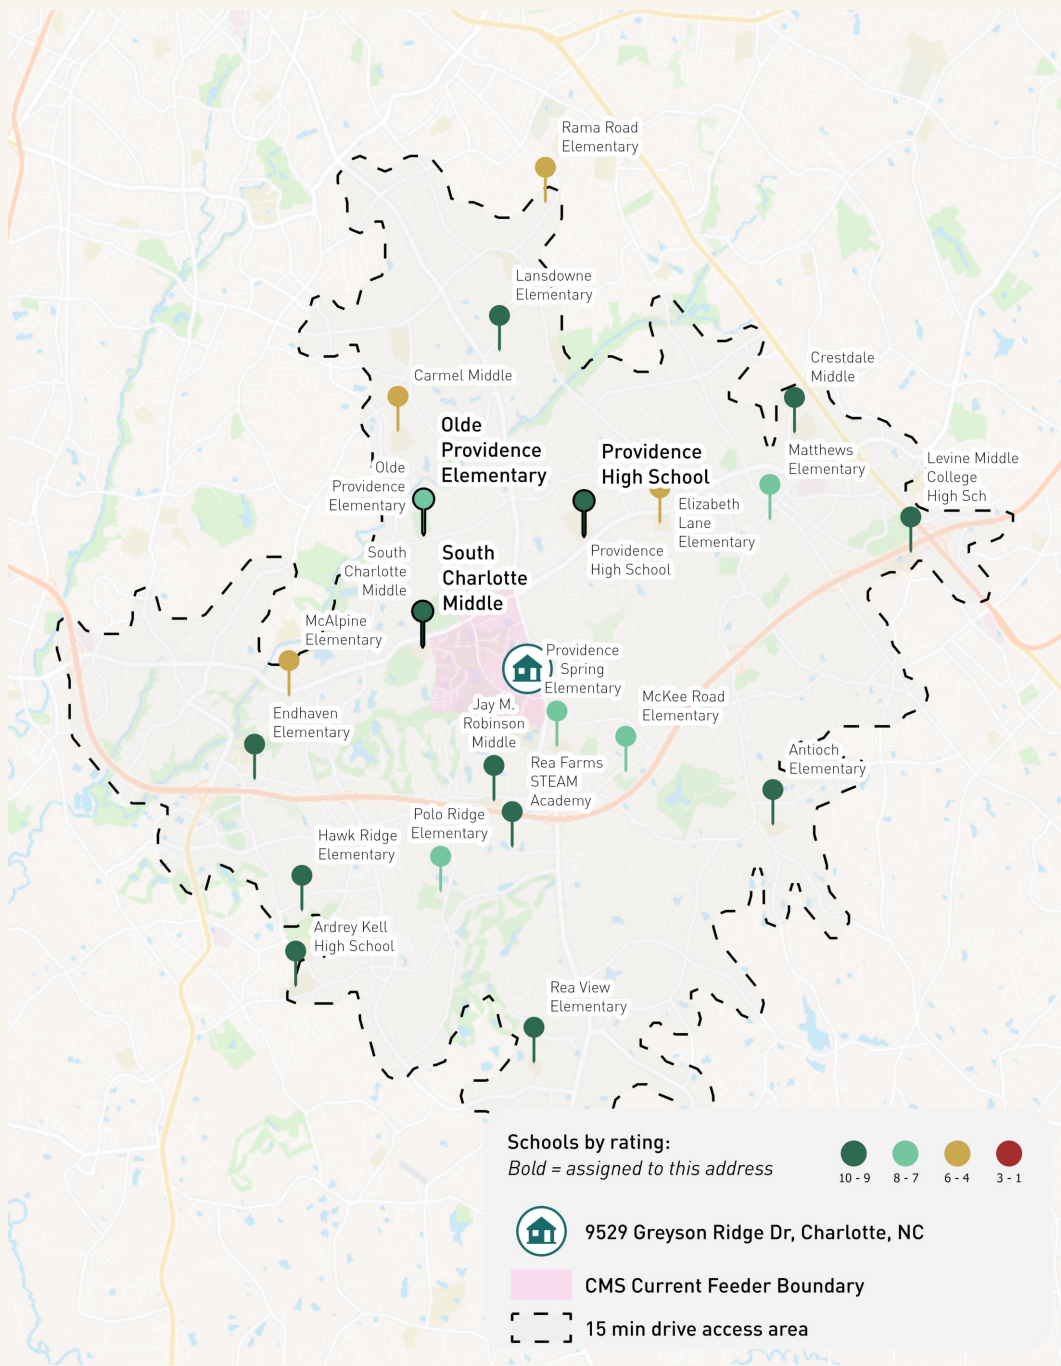 Rama Road
Elementary
Lansdowne
Elementary
Carmel Middle
Crestdale
Middle
Olde
Providence
Elementary
Providence
High School
Matthews
Elementary
Levine Middle
College
High Sch
Olde
Providence
Elementary
Elizabeth
Lane
Elementary
South
Charlotte
Middle
South
Charlotte
Middle
Providence
High School
McAlpine
Elementary
Providence
Spring
Elementary
McKee Road
Elementary
Jay M.
Robinson
Middle
Endhaven
Elementary
Antioch
Elementary
Rea Farms
STEAM
Academy
Polo Ridge
Elementary
Hawk Ridge
Elementary
Ardrey Kell
High School
Rea View
Elementary
Schools by rating:
Bold = assigned to this address
10 - 9
8 - 7
6 - 4
3 - 1
9529 Greyson Ridge Dr, Charlotte, NC
CMS Current Feeder Boundary
15 min drive access area